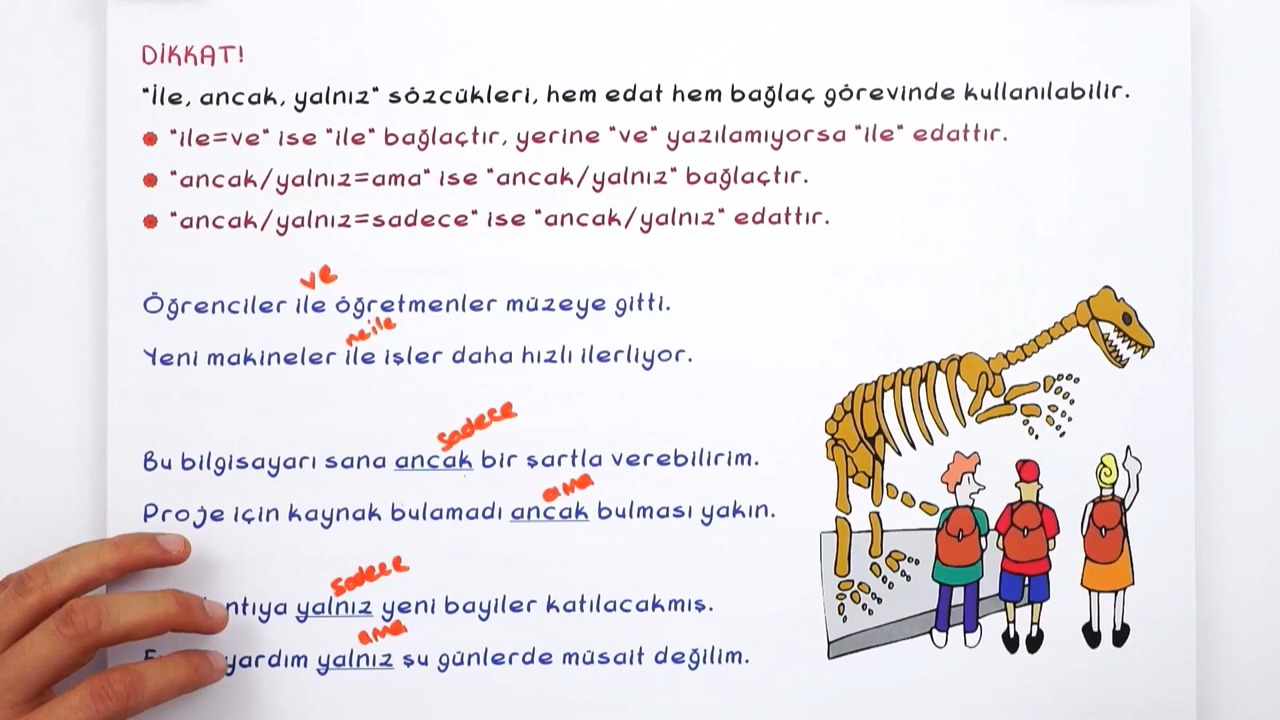 DİKKAT!
"İle, ancak, yalnız" sözcükleri, hem edat hem bağlaç görevinde kullanılabilir.
"ile=ve" ise "ile" bağlaçtır, yerine "ve" yazılamıyorsa "ile" edattır.
"ancak/yalnız=ama" ise "ancak/yalnız" bağlaçtır.
"ancak/yalnız=sadece" ise "ancak/yalnız" edattır.
ve
Öğrenciler ile öğretmenler müzeye gitti.
ne ile
Yeni makineler ile işler daha hızlı ilerliyor.
sadece
Bu bilgisayarı sana ancak bir şartla verebilirim.
ama
Proje için kaynak bulamadı ancak bulması yakın.
sadece
ntıya yalnız yeni bayiler katılacakmış.
ama
yardım yalnız şu günlerde müsait değilim.